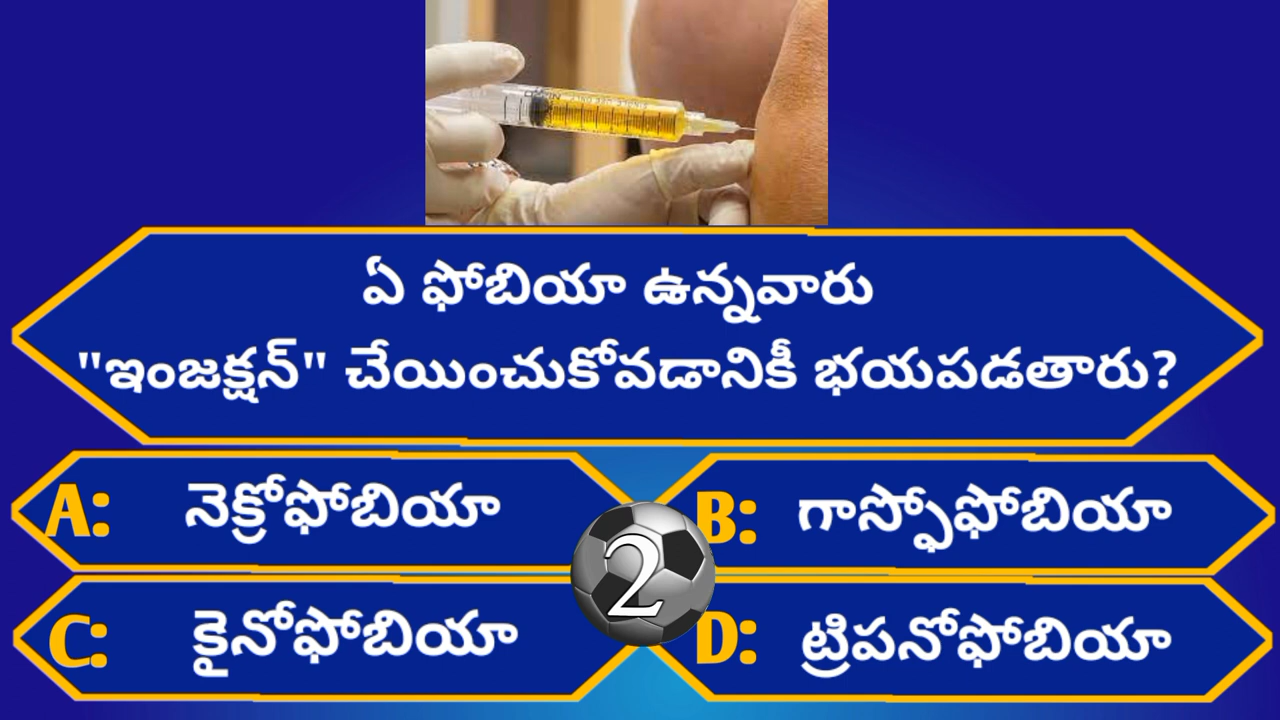 ఏ ఫోబియా ఉన్నవారు
"ఇంజక్షన్" చేయించుకోవడానికీ భయపడతారు?
A: నెక్రోఫోబియా
B: గాస్ఫోఫోబియా
2
C: కైనోఫోబియా
D: ట్రిపనోఫోబియా